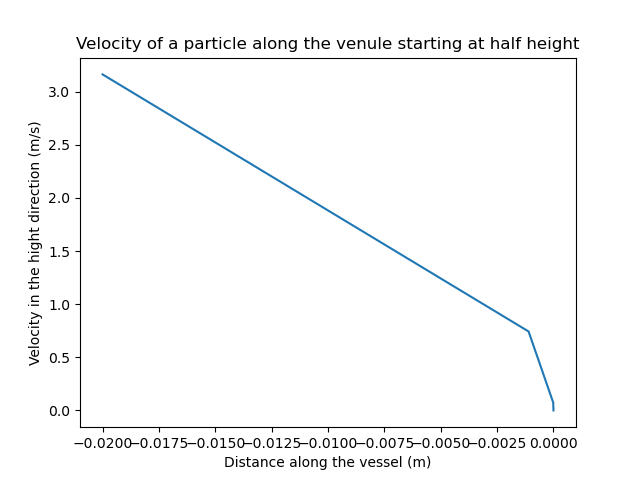 Velocity of a particle along the venule starting at half height
Velocity in the hight direction (m/s)
3.0
2.5
2.0
1.5
1.0
0.5
0.0
−0.0200 −0.0175 −0.0150 −0.0125 −0.0100 −0.0075 −0.0050 −0.0025 0.0000
Distance along the vessel (m)